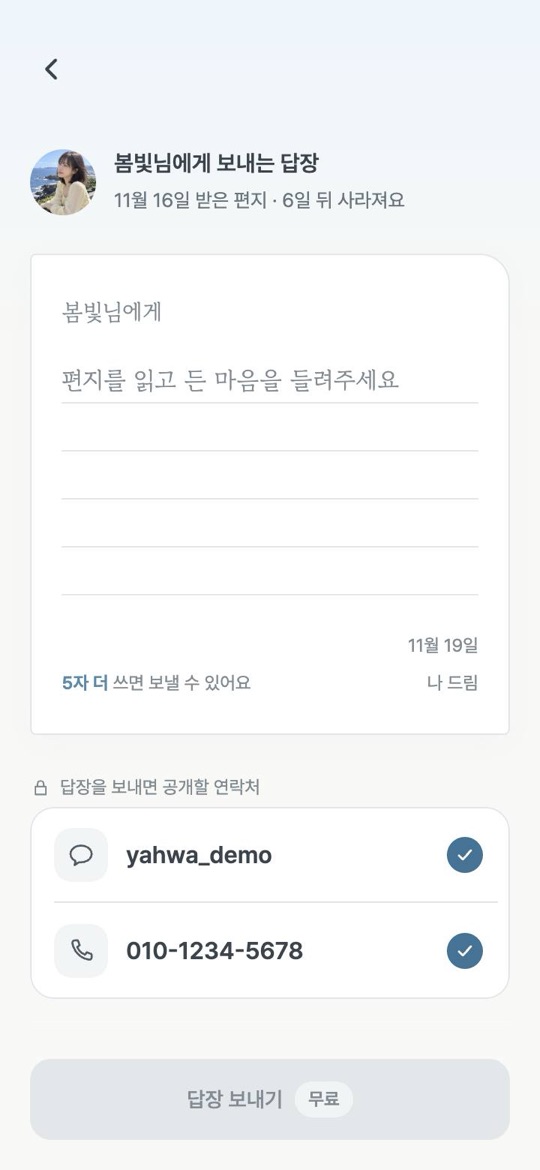 봄빛님에게 보내는 답장
11월 16일 받은 편지 · 6일 뒤 사라져요
봄빛님에게
편지를 읽고 든 마음을 들려주세요
11월 19일
5자 더 쓰면 보낼 수 있어요
나 드림
답장을 보내면 공개할 연락처
yahwa_demo
010-1234-5678
답장 보내기 무료